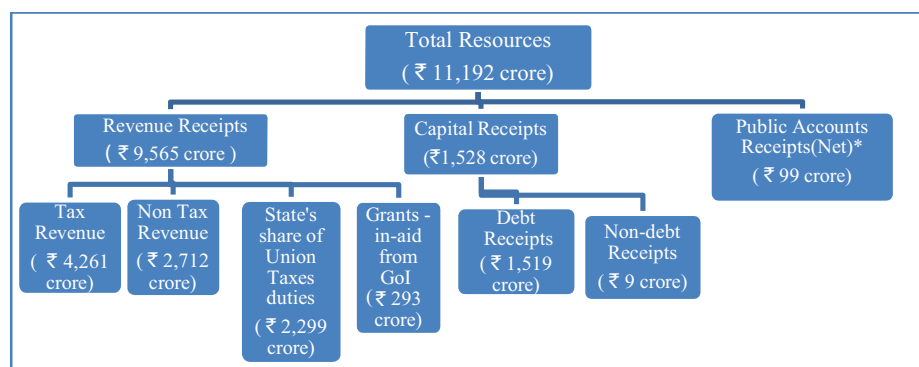 Total Resources
( ₹ 11,192 crore)
Revenue Receipts
( ₹ 9,565 crore )
Capital Receipts
(₹1,528 crore)
Public Accounts
Receipts(Net)*
( ₹ 99 crore)
Tax
Revenue
( ₹ 4,261
crore)
Non Tax
Revenue
( ₹ 2,712
crore)
State's
share of
Union
Taxes
duties
( ₹ 2,299
crore)
Grants -
in-aid
from
GoI
(₹ 293
crore)
Debt
Receipts
( ₹ 1,519
crore)
Non-debt
Receipts
( ₹ 9 crore)